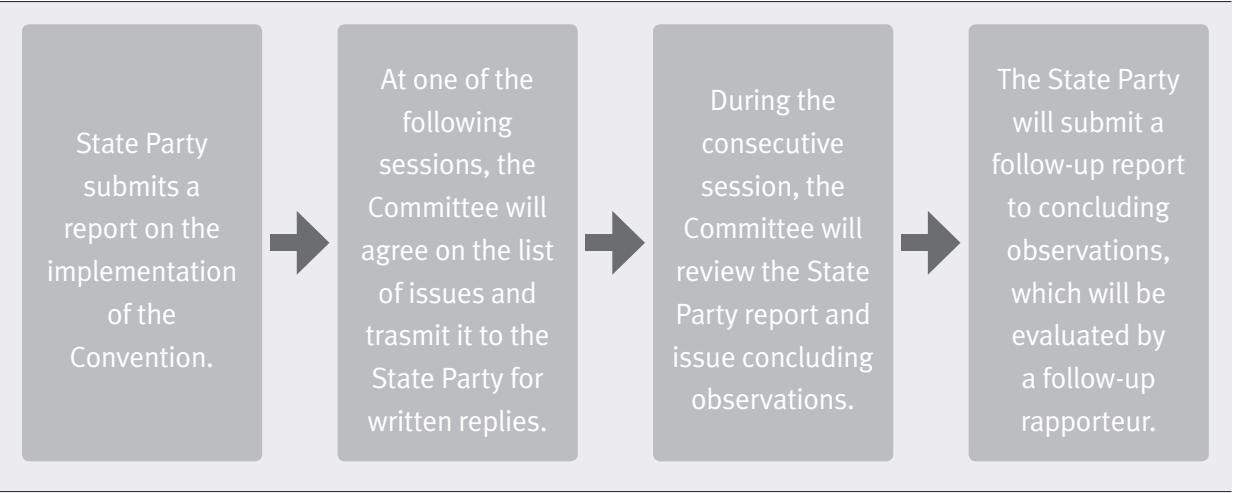 State Party
submits a
report on the
implementation
of the
Convention.
At one of the
following
sessions, the
Committee will
agree on the list
of issues and
trasmit it to the
State Party for
written replies.
During the
consecutive
session, the
Committee will
review the State
Party report and
issue concluding
observations.
The State Party
will submit a
follow-up report
to concluding
observations,
which will be
evaluated by
a follow-up
rapporteur.